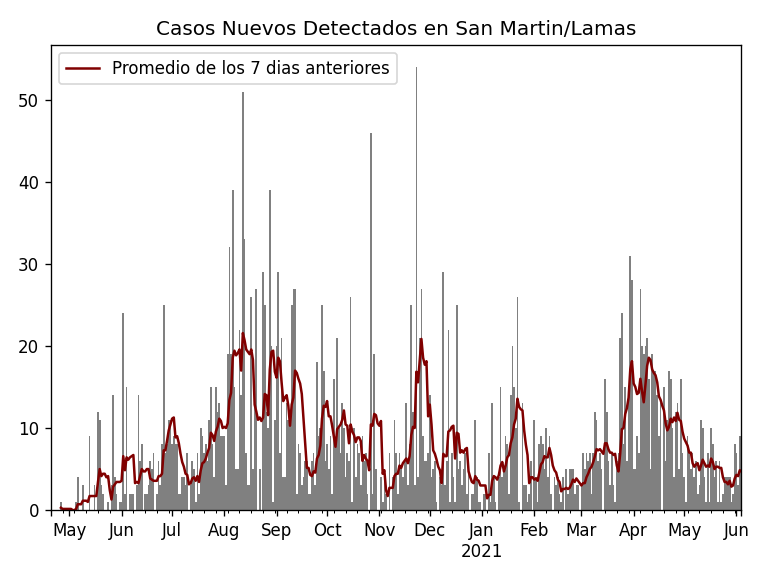 Casos Nuevos Detectados en San Martin/Lamas
Promedio de los 7 dias anteriores
50
40
30
20
10
0
May Jun Jul Aug Sep Oct Nov Dec Jan Feb Mar Apr May Jun
2021